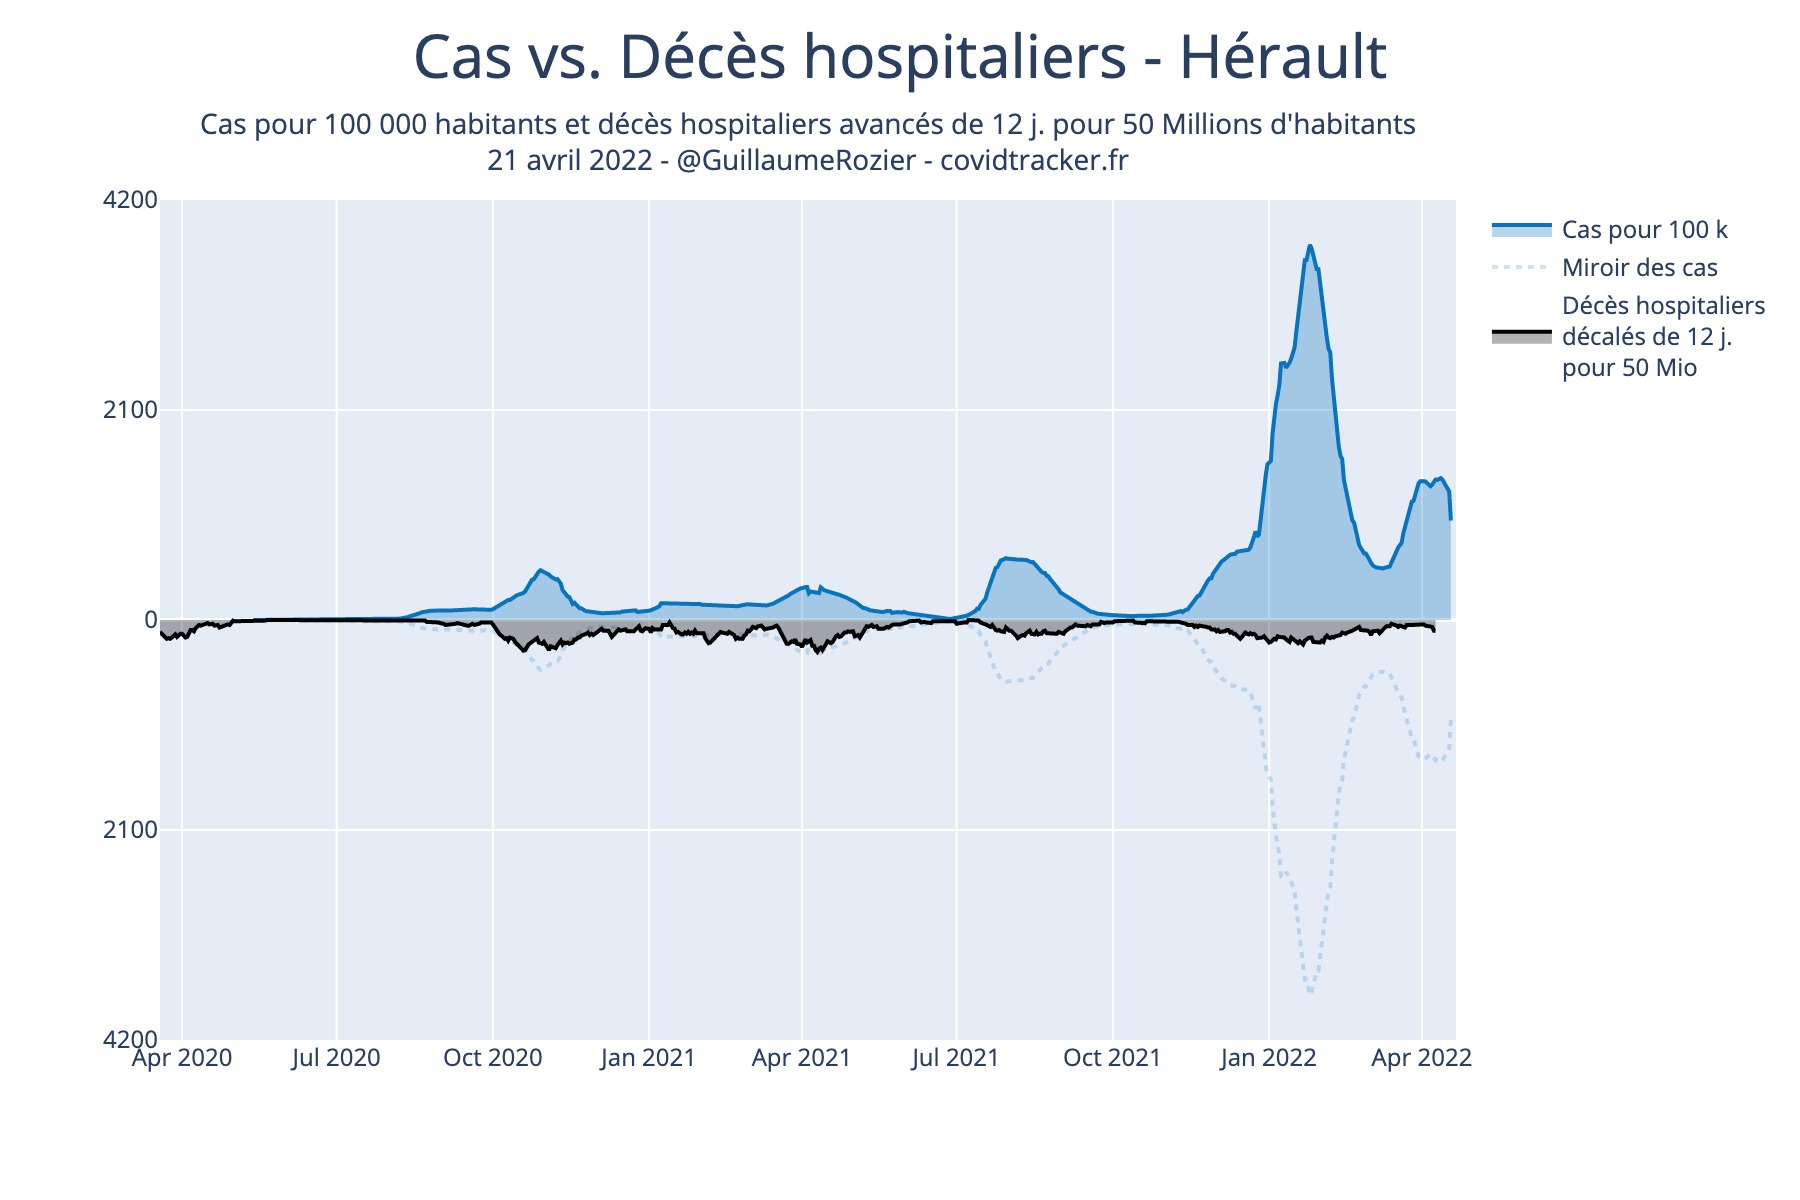 Cas vs. Décès hospitaliers - Hérault
Cas pour 100 000 habitants et décès hospitaliers avancés de 12 j. pour 50 Millions d'habitants
21 avril 2022 - @GuillaumeRozier - covidtracker.fr
4200
2100
0
2100
4200
Apr 2020
Jul 2020
Oct 2020
Jan 2021
Apr 2021
Jul 2021
Oct 2021
Jan 2022
Apr 2022
Cas pour 100 k
Miroir des cas
Décès hospitaliers
décalés de 12 j.
pour 50 Mio